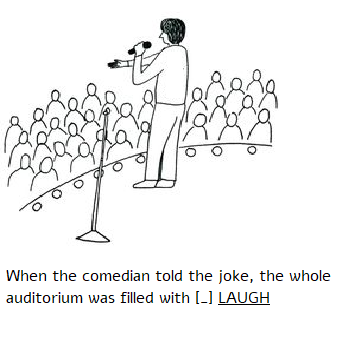 When the comedian told the joke, the whole
auditorium was filled with [_] LAUGH